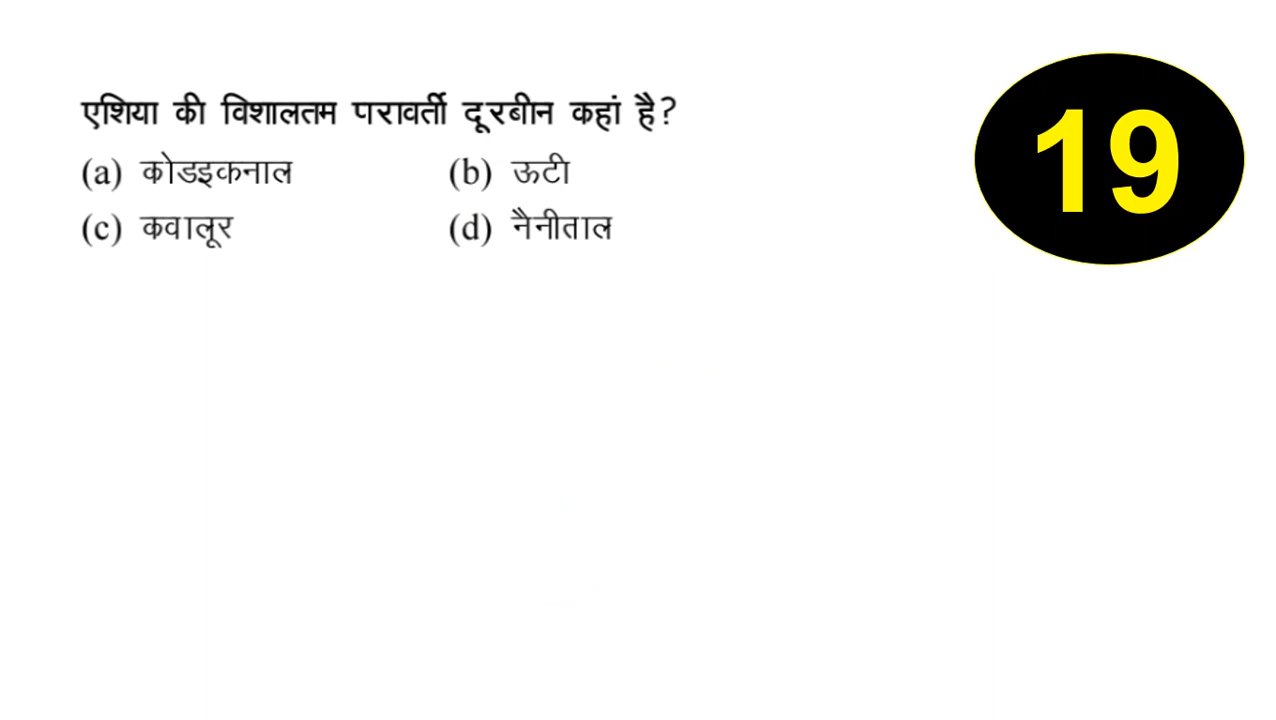 एशिया की विशालतम परावर्ती दूरबीन कहां है?
(a) कोडइकनाल (b) ऊटी
(c) कवालूर (d) नैनीताल
19